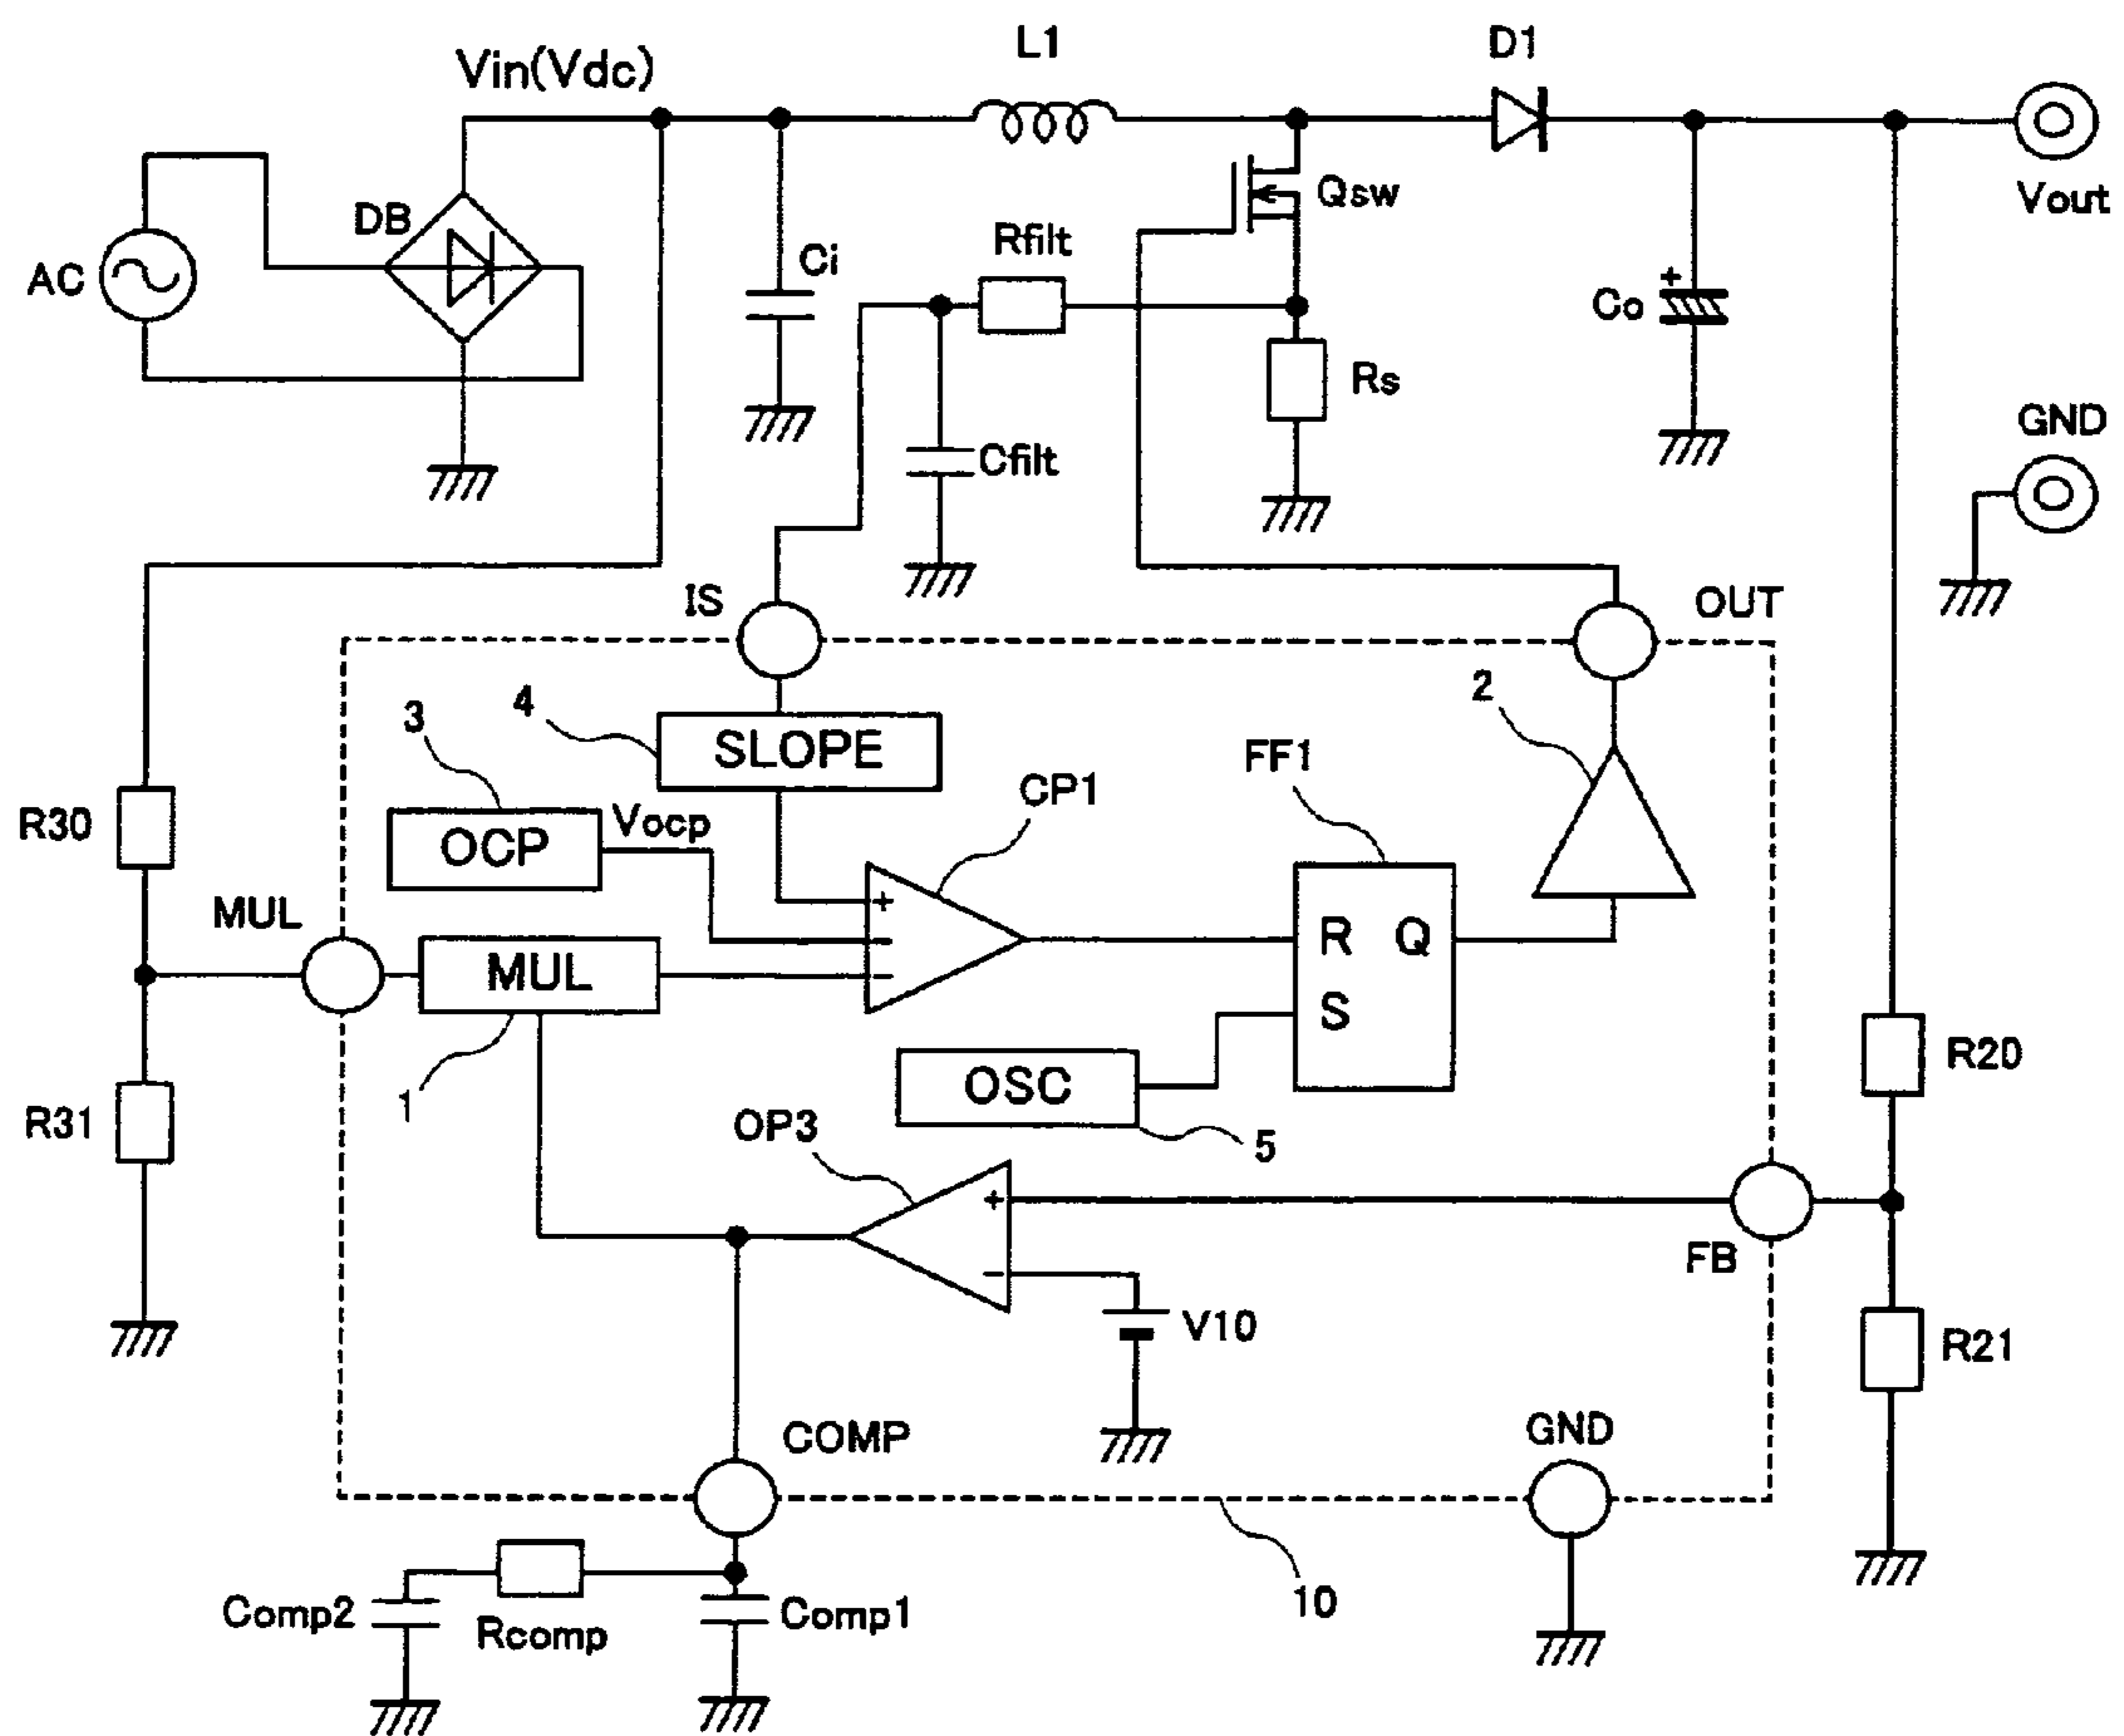 L1
D1
Vin(Vdc)
DB
AC
Ci
Rfilt
Qsw
+
Co
Vout
Rs
Cfilt
GND
IS
OUT
3
4
SLOPE
2
CP1
FF1
R30
OCP
Vocp
+
−
−
R
Q
S
MUL
MUL
1
OSC
5
R31
OP3
+
−
R20
FB
V10
R21
COMP
GND
Comp2
Rcomp
Comp1
10